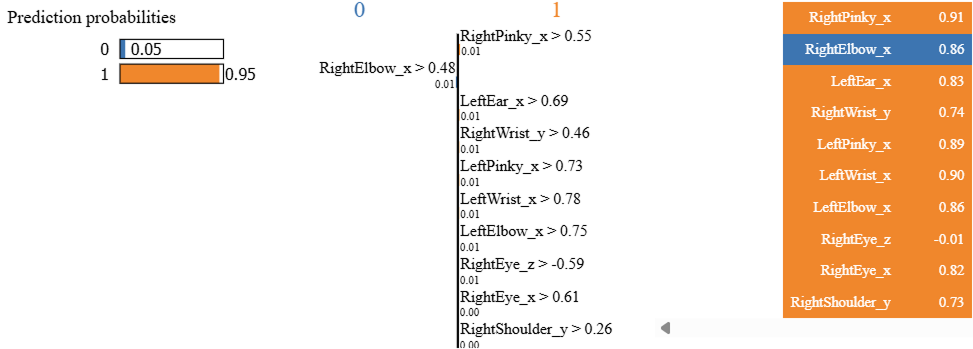 Prediction probabilities
0 0.05
1 0.95
0 1
RightPinky_x > 0.55
0.01
RightElbow_x > 0.48
0.01
LeftEar_x > 0.69
0.01
RightWrist_y > 0.46
0.01
LeftPinky_x > 0.73
0.01
LeftWrist_x > 0.78
0.01
LeftElbow_x > 0.75
0.01
RightEye_z > -0.59
0.01
RightEye_x > 0.61
0.00
RightShoulder_y > 0.26
0.00
RightPinky_x 0.91
RightElbow_x 0.86
LeftEar_x 0.83
RightWrist_y 0.74
LeftPinky_x 0.89
LeftWrist_x 0.90
LeftElbow_x 0.86
RightEye_z -0.01
RightEye_x 0.82
RightShoulder_y 0.73